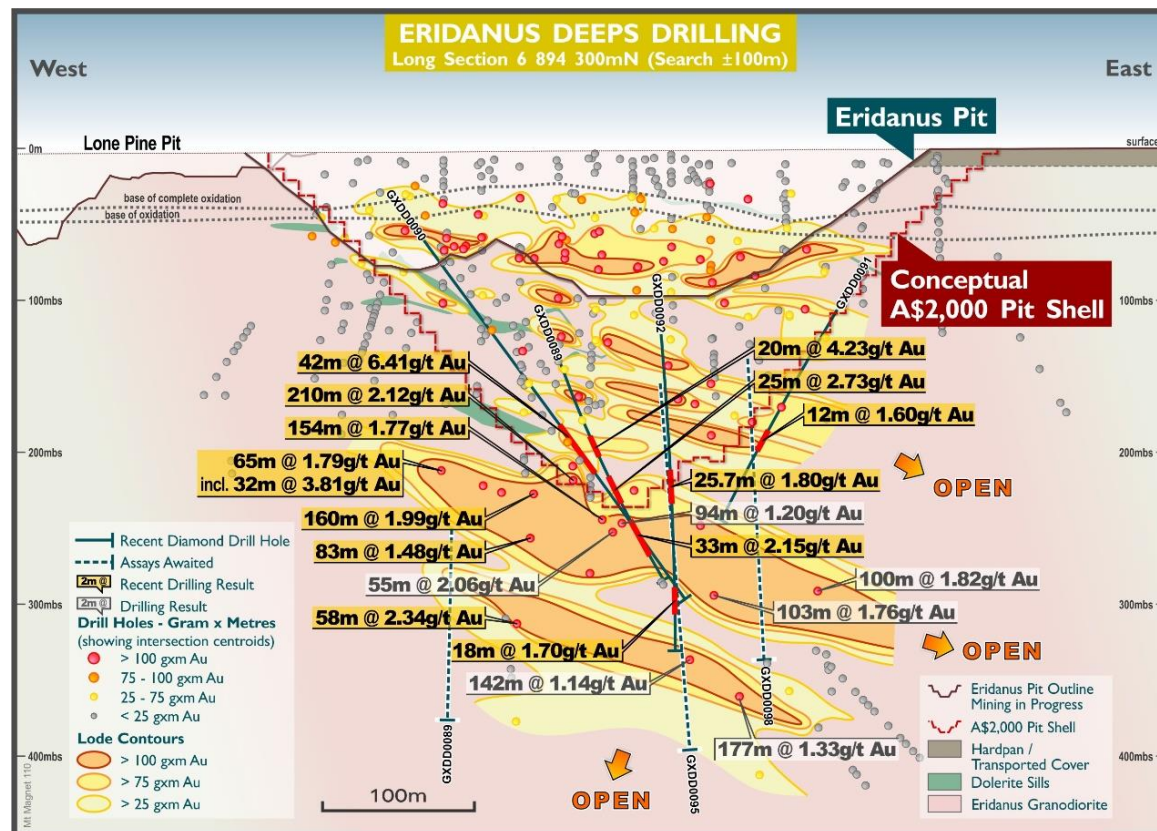 ERIDANUS DEEPS DRILLING
Long Section 6 894 300mN (Search ±100m)
West
East
Eridanus Pit
Lone Pine Pit
0m
surface
base of complete oxidation
base of oxidation
GXDD0090
GXDD0089
GXDD0092
GXDD0091
Conceptual
A$2,000 Pit Shell
100mbs
100mbs
42m @ 6.41g/t Au
20m @ 4.23g/t Au
210m @ 2.12g/t Au
25m @ 2.73g/t Au
154m @ 1.77g/t Au
12m @ 1.60g/t Au
200mbs
200mbs
65m @ 1.79g/t Au
incl. 32m @ 3.81g/t Au
25.7m @ 1.80g/t Au
OPEN
160m @ 1.99g/t Au
94m @ 1.20g/t Au
83m @ 1.48g/t Au
33m @ 2.15g/t Au
55m @ 2.06g/t Au
100m @ 1.82g/t Au
300mbs
300mbs
103m @ 1.76g/t Au
58m @ 2.34g/t Au
18m @ 1.70g/t Au
OPEN
142m @ 1.14g/t Au
177m @ 1.33g/t Au
GXDD0089
GXDD0095
GXDD0098
400mbs
400mbs
OPEN
100m
Recent Diamond Drill Hole
Assays Awaited
2m @
Recent Drilling Result
2m @
Drilling Result
Drill Holes - Gram x Metres
(showing intersection centroids)
> 100 gxm Au
75 - 100 gxm Au
25 - 75 gxm Au
< 25 gxm Au
Lode Contours
> 100 gxm Au
> 75 gxm Au
> 25 gxm Au
Mt Magnet 110
Eridanus Pit Outline
Mining in Progress
A$2,000 Pit Shell
Hardpan /
Transported Cover
Dolerite Sills
Eridanus Granodiorite